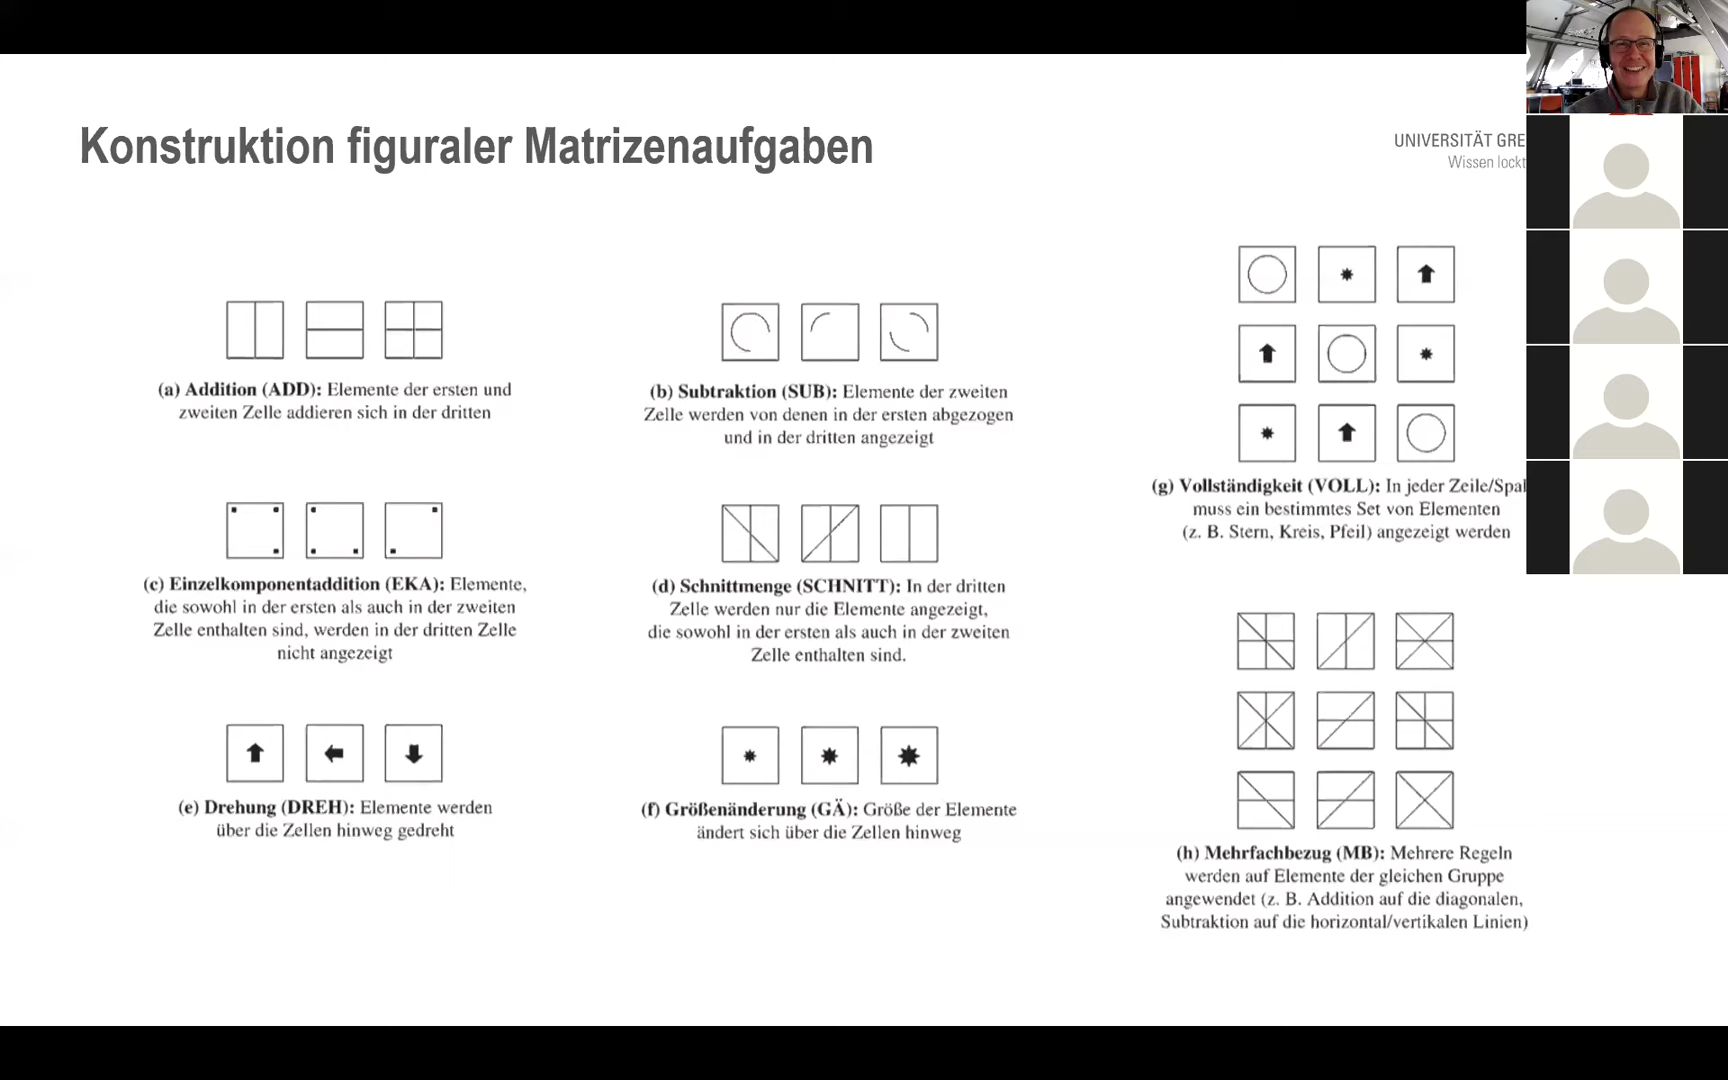 Konstruktion figuraler Matrizenaufgaben
UNIVERSITÄT GRE
Wissen lockt
(a) Addition (ADD): Elemente der ersten und
zweiten Zelle addieren sich in der dritten
(b) Subtraktion (SUB): Elemente der zweiten
Zelle werden von denen in der ersten abgezogen
und in der dritten angezeigt
(c) Einzelkomponentaddition (EKA): Elemente,
die sowohl in der ersten als auch in der zweiten
Zelle enthalten sind, werden in der dritten Zelle
nicht angezeigt
(d) Schnittmenge (SCHNITT): In der dritten
Zelle werden nur die Elemente angezeigt,
die sowohl in der ersten als auch in der zweiten
Zelle enthalten sind.
(e) Drehung (DREH): Elemente werden
über die Zellen hinweg gedreht
(f) Größenänderung (GÄ): Größe der Elemente
ändert sich über die Zellen hinweg
(g) Vollständigkeit (VOLL): In jeder Zeile/Spal
muss ein bestimmtes Set von Elementen
(z. B. Stern, Kreis, Pfeil) angezeigt werden
(h) Mehrfachbezug (MB): Mehrere Regeln
werden auf Elemente der gleichen Gruppe
angewendet (z. B. Addition auf die diagonalen,
Subtraktion auf die horizontal/vertikalen Linien)